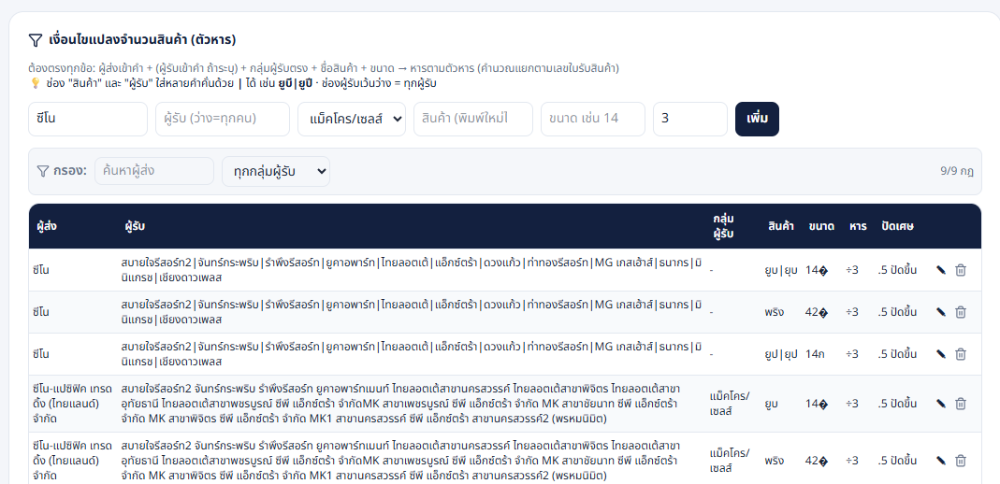 เงื่อนไขแปลงจำนวนสินค้า (ตัวหาร)
ต้องตรงทุกข้อ: ผู้ส่งเข้าคำ + (ผู้รับเข้าคำ ถ้าระบุ) + กลุ่มผู้รับตรง + ชื่อสินค้า + ขนาด → หารตามตัวหาร (คำนวณแยกตามเลขใบรับสินค้า)
💡 ช่อง "สินค้า" และ "ผู้รับ" ใส่หลายคำคั่นด้วย | ได้ เช่น ยูบี|ยูปี · ช่องผู้รับเว้นว่าง = ทุกผู้รับ
ซีโน ผู้รับ (ว่าง=ทุกคน) แม็คโคร/เซลส์ สินค้า (พิมพ์ใหม่ไ ขนาด เช่น 14 3 เพิ่ม
กรอง: ค้นหาผู้ส่ง ทุกกลุ่มผู้รับ 9/9 กฎ
ผู้ส่ง ผู้รับ กลุ่ม
ผู้รับ สินค้า ขนาด หาร ปัดเศษ
ซีโน สบายใจรีสอร์ท2|จันทร์กระพริบ|รำพึงรีสอร์ท|ยูคาอพาร์ท|ไทยลอตเต้|แอ็กซ์ตร้า|ดวงแก้ว|ท่าทองรีสอร์ท|MG เกสเฮ้าส์|ธนากร|มิ
นิแกรช|เชียงดาวเพลส - ยูบ|ยุบ 14� ÷3 .5 ปัดขึ้น
ซีโน สบายใจรีสอร์ท2|จันทร์กระพริบ|รำพึงรีสอร์ท|ยูคาอพาร์ท|ไทยลอตเต้|แอ็กซ์ตร้า|ดวงแก้ว|ท่าทองรีสอร์ท|MG เกสเฮ้าส์|ธนากร|มิ
นิแกรช|เชียงดาวเพลส - พริง 42� ÷3 .5 ปัดขึ้น
ซีโน สบายใจรีสอร์ท2|จันทร์กระพริบ|รำพึงรีสอร์ท|ยูคาอพาร์ท|ไทยลอตเต้|แอ็กซ์ตร้า|ดวงแก้ว|ท่าทองรีสอร์ท|MG เกสเฮ้าส์|ธนากร|มิ
นิแกรช|เชียงดาวเพลส - ยูป|ยุป 14ก ÷3 .5 ปัดขึ้น
ซีโน-แปซิฟิค เทรด สบายใจรีสอร์ท2 จันทร์กระพริบ รำพึงรีสอร์ท ยูคาอพาร์ทเมนท์ ไทยลอตเต้สาขานครสวรรค์ ไทยลอตเต้สาขาพิจิตร ไทยลอตเต้สาขา
ดิ้ง (ไทยแลนด์) อุทัยธานี ไทยลอตเต้สาขาเพชรบูรณ์ ซีพี แอ็กซ์ตร้า จำกัดMK สาขาเพชรบูรณ์ ซีพี แอ็กซ์ตร้า จำกัด MK สาขาชัยนาท ซีพี แอ็กซ์ตร้า แม็คโคร/
เซลส์ ยูบ 14� ÷3 .5 ปัดขึ้น
จำกัด จำกัด MK สาขาพิจิตร ซีพี แอ็กซ์ตร้า จำกัด MK1 สาขานครสวรรค์ ซีพี แอ็กซ์ตร้า สาขานครสวรรค์2 (พรหมนิมิต)
ซีโน-แปซิฟิค เทรด สบายใจรีสอร์ท2 จันทร์กระพริบ รำพึงรีสอร์ท ยูคาอพาร์ทเมนท์ ไทยลอตเต้สาขานครสวรรค์ ไทยลอตเต้สาขาพิจิตร ไทยลอตเต้สาขา
ดิ้ง (ไทยแลนด์) อุทัยธานี ไทยลอตเต้สาขาเพชรบูรณ์ ซีพี แอ็กซ์ตร้า จำกัดMK สาขาเพชรบูรณ์ ซีพี แอ็กซ์ตร้า จำกัด MK สาขาชัยนาท ซีพี แอ็กซ์ตร้า แม็คโคร/
เซลส์ พริง 42� ÷3 .5 ปัดขึ้น
จำกัด จำกัด MK สาขาพิจิตร ซีพี แอ็กซ์ตร้า จำกัด MK1 สาขานครสวรรค์ ซีพี แอ็กซ์ตร้า สาขานครสวรรค์2 (พรหมนิมิต)